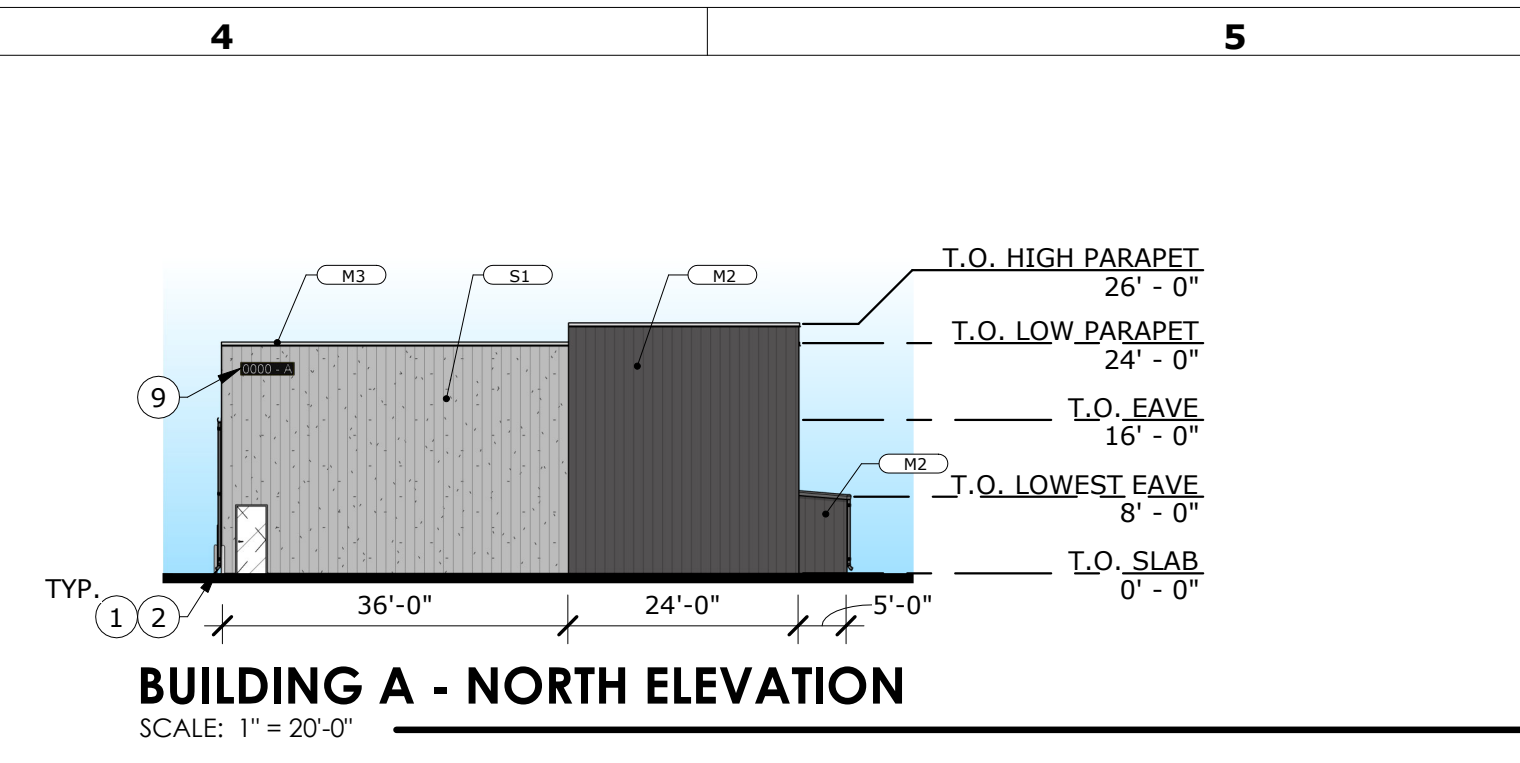 4
5
T.O. HIGH PARAPET
26' - 0"
M3
S1
M2
T.O. LOW PARAPET
24' - 0"
0000 - A
9
T.O. EAVE
16' - 0"
M2
T.O. LOWEST EAVE
8' - 0"
T.O. SLAB
0' - 0"
TYP.
1 2
36'-0"
24'-0"
5'-0"
BUILDING A - NORTH ELEVATION
SCALE: 1" = 20'-0"